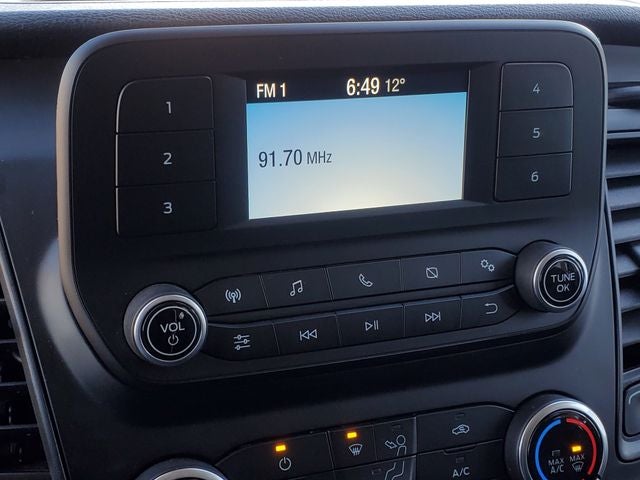 FM 1 6:49 12°
91.70 MHz
1
2
3
4
5
6
VOL
TUNE
OK
A/C
MAX
A/C
MAX